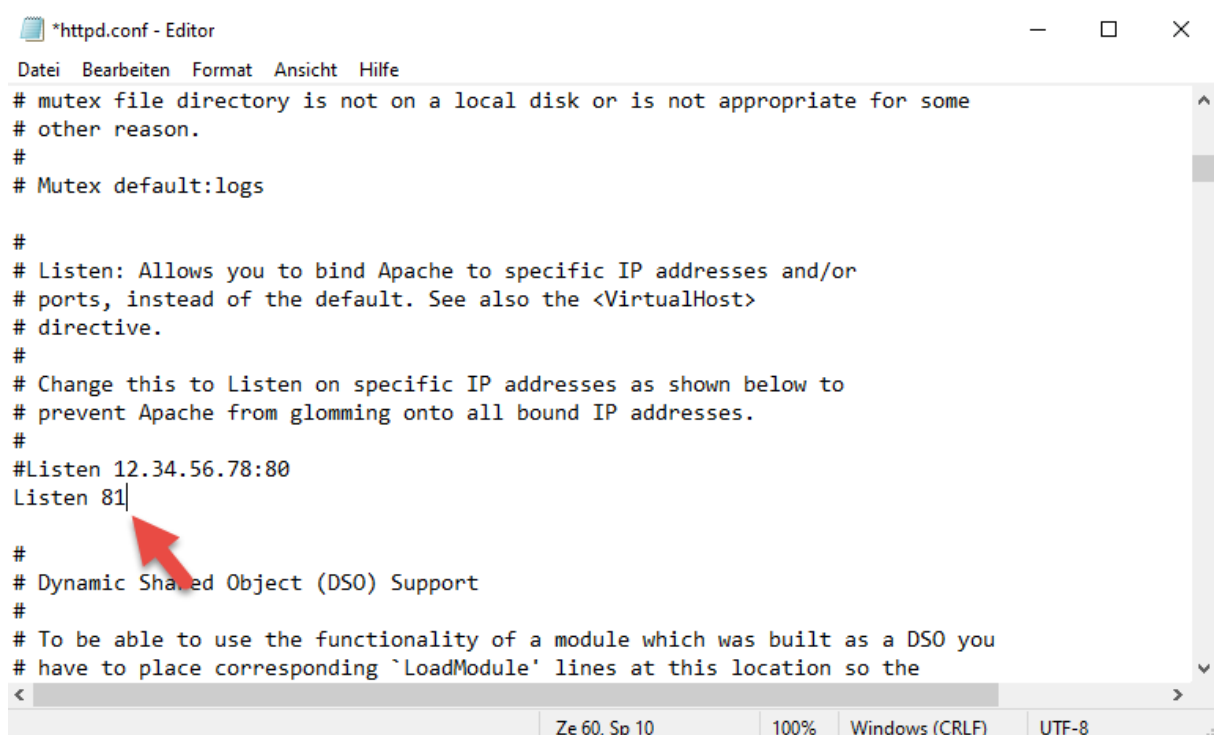 *httpd.conf - Editor
Datei Bearbeiten Format Ansicht Hilfe
# mutex file directory is not on a local disk or is not appropriate for some
# other reason.
#
# Mutex default:logs
#
# Listen: Allows you to bind Apache to specific IP addresses and/or
# ports, instead of the default. See also the <VirtualHost>
# directive.
#
# Change this to Listen on specific IP addresses as shown below to
# prevent Apache from glomming onto all bound IP addresses.
#
#Listen 12.34.56.78:80
Listen 81
#
# Dynamic Shared Object (DSO) Support
#
# To be able to use the functionality of a module which was built as a DSO you
# have to place corresponding `LoadModule' lines at this location so the
Ze 60, Sp 10 100% Windows (CRLF) UTF-8